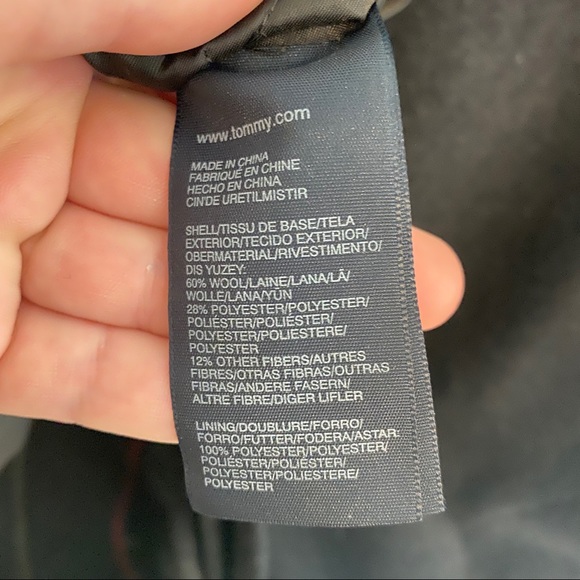 www.tommy.com
MADE IN CHINA
FABRIQUÉ EN CHINE
HECHO EN CHINA
CIN'DE URETILMISTIR
SHELL/TISSU DE BASE/TELA
EXTERIOR/TECIDO EXTERIOR/
OBERMATERIAL/RIVESTIMENTO/
DIS YUZEY:
60% WOOL/LAINE/LANA/LÃ/
WOLLE/LANA/YÜN
28% POLYESTER/POLYESTER/
POLIÉSTER/POLIÉSTER/
POLYESTER/POLIESTERE/
POLYESTER
12% OTHER FIBERS/AUTRES
FIBRES/OTRAS FIBRAS/OUTRAS
FIBRAS/ANDERE FASERN/
ALTRE FIBRE/DIGER LIFLER
LINING/DOUBLURE/FORRO/
FORRO/FUTTER/FODERA/ASTAR:
100% POLYESTER/POLYESTER/
POLIÉSTER/POLIÉSTER/
POLYESTER/POLIESTERE/
POLYESTER